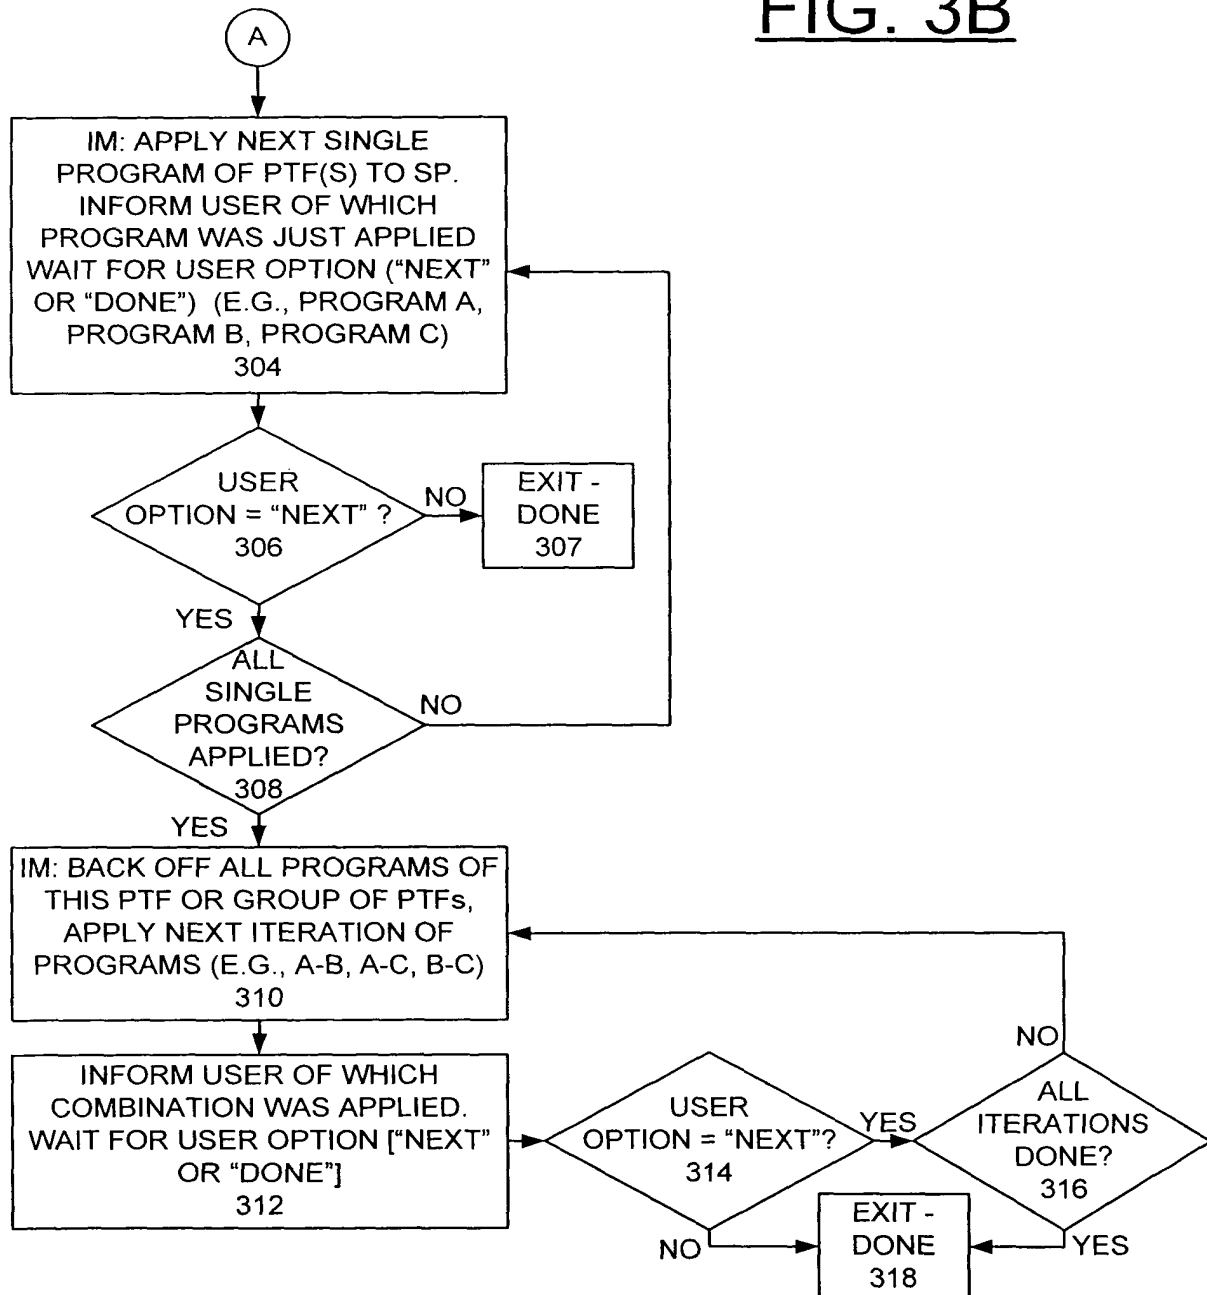 FIG. 3B
A
IM: APPLY NEXT SINGLE
PROGRAM OF PTF(S) TO SP.
INFORM USER OF WHICH
PROGRAM WAS JUST APPLIED
WAIT FOR USER OPTION (“NEXT”
OR “DONE”) (E.G., PROGRAM A,
PROGRAM B, PROGRAM C)
304
USER
OPTION = “NEXT” ?
306
NO
EXIT -
DONE
307
YES
ALL
SINGLE
PROGRAMS
APPLIED?
308
NO
YES
IM: BACK OFF ALL PROGRAMS OF
THIS PTF OR GROUP OF PTFs,
APPLY NEXT ITERATION OF
PROGRAMS (E.G., A-B, A-C, B-C)
310
INFORM USER OF WHICH
COMBINATION WAS APPLIED.
WAIT FOR USER OPTION [“NEXT”
OR “DONE”]
312
USER
OPTION = “NEXT”?
314
YES
NO
ALL
ITERATIONS
DONE?
316
NO
YES
EXIT -
DONE
318